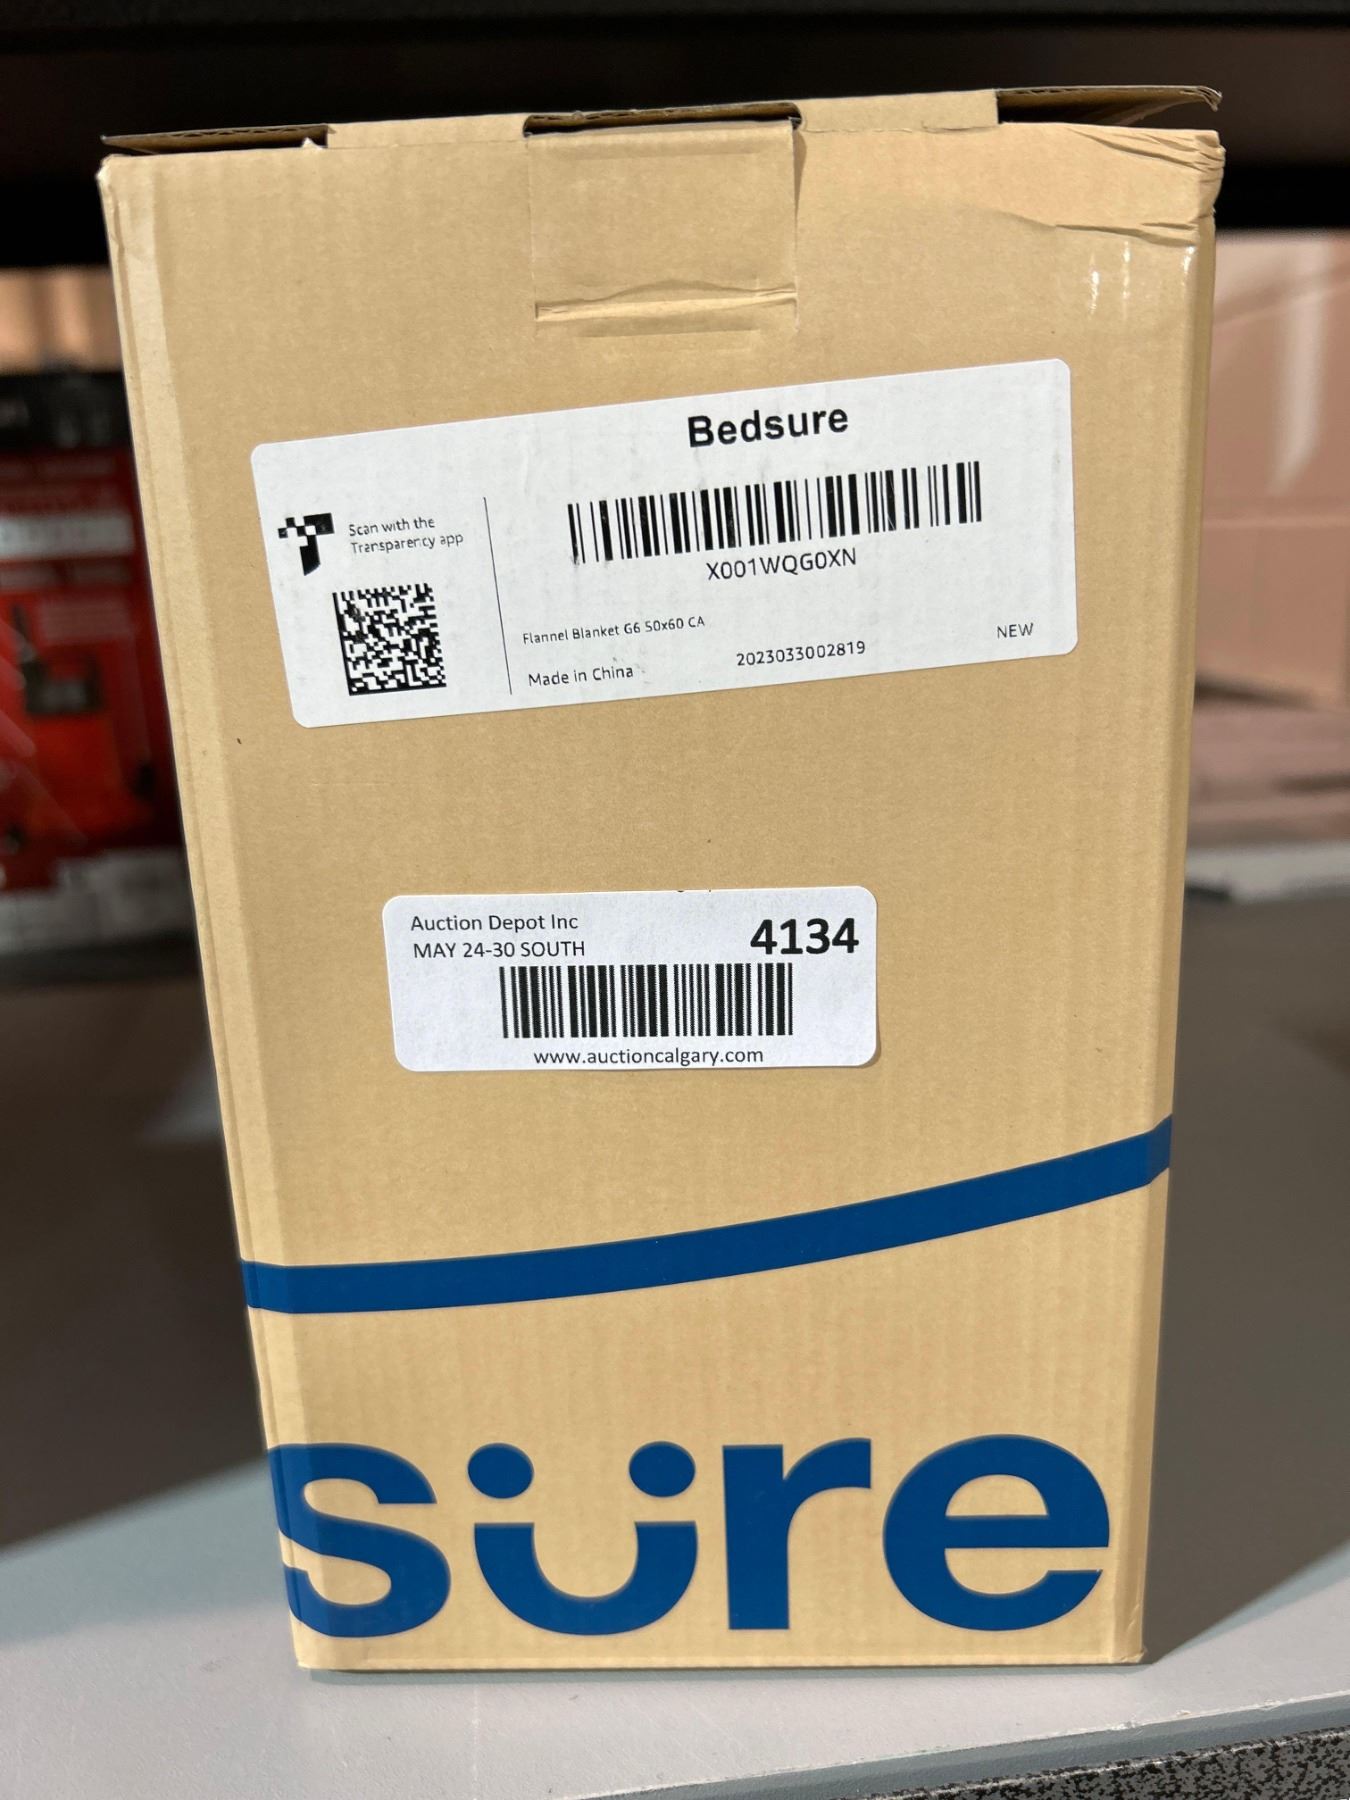 Bedsure
Scan with the
Transparency app
X001WQG0XN
Flannel Blanket G6 50x60 CA
NEW
Made in China
2023033002819
Auction Depot Inc
MAY 24-30 SOUTH
4134
www.auctioncalgary.com
süre